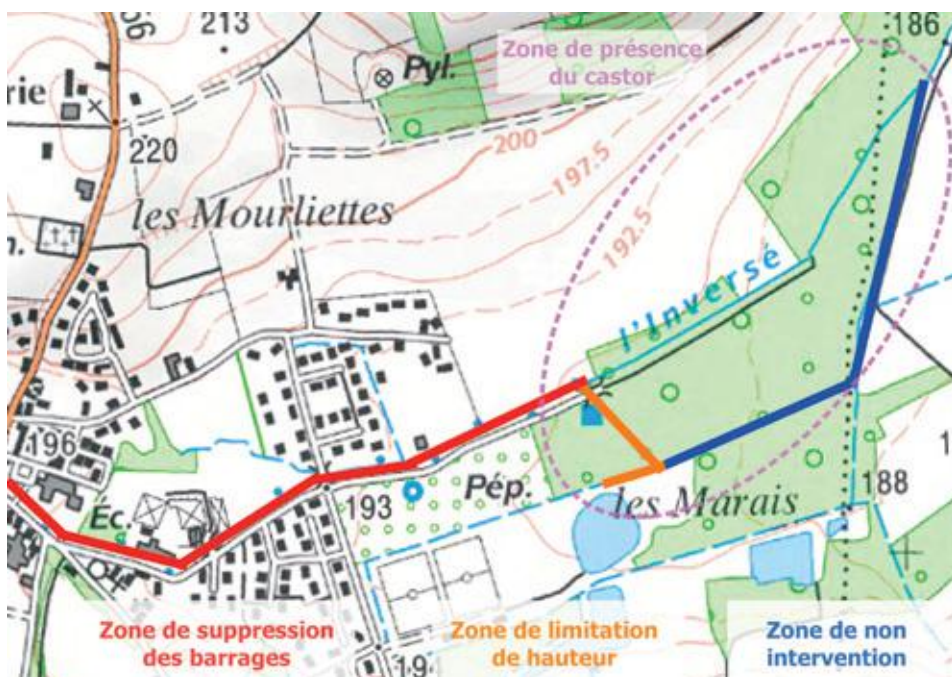 213
Zone de présence
du castor
186
Pyl.
rie
220
200
197.5
les Mourliettes
192.5
l'Inversé
196
193
Pép.
les Marais
188
Éc.
Zone de suppression
des barrages
Zone de limitation
de hauteur
Zone de non
intervention